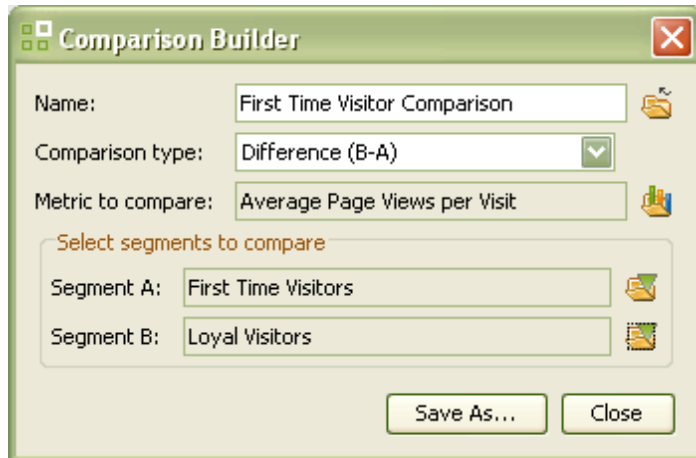 Comparison Builder
Name: First Time Visitor Comparison
Comparison type: Difference (B-A)
Metric to compare: Average Page Views per Visit
Select segments to compare
Segment A: First Time Visitors
Segment B: Loyal Visitors
Save As... Close